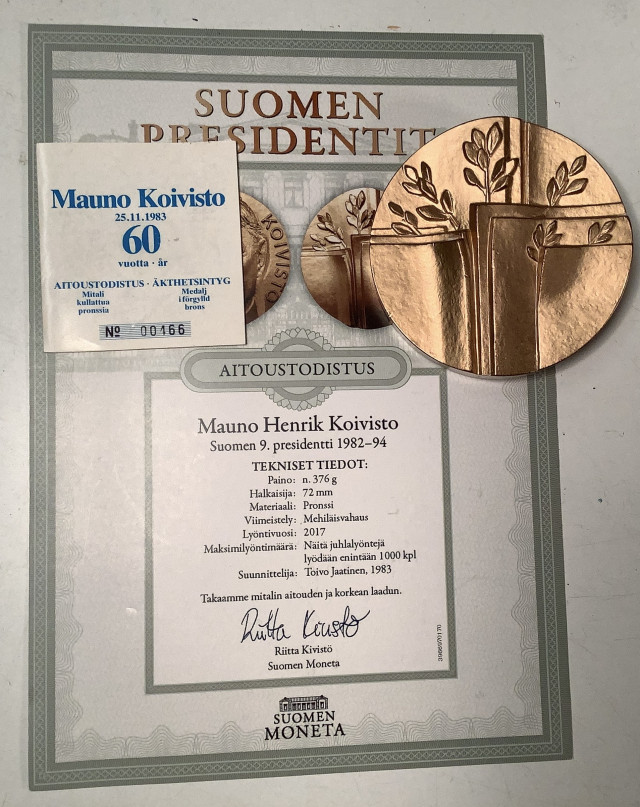 SUOMEN
PRESIDENTIT
Mauno Koivisto
25.11.1983
60
vuotta · år
AITOUSTODISTUS · ÄKTHETSINTYG
Mitali
kullattua
pronssia
Medalj
i förgylld
brons
Nº 00166
KOIVISTO
AITOUSTODISTUS
Mauno Henrik Koivisto
Suomen 9. presidentti 1982–94
TEKNISET TIEDOT:
Paino: n. 376 g
Halkaisija: 72 mm
Materiaali: Pronssi
Viimeistely: Mehiläisvahaus
Lyöntivuosi: 2017
Maksimilyöntimäärä: Näitä juhlalyöntejä
lyödään enintään 1000 kpl
Suunnittelija: Toivo Jaatinen, 1983
Takaamme mitalin aitouden ja korkean laadun.
Riitta Kivistö
Riitta Kivistö
Suomen Moneta
SUOMEN
MONETA